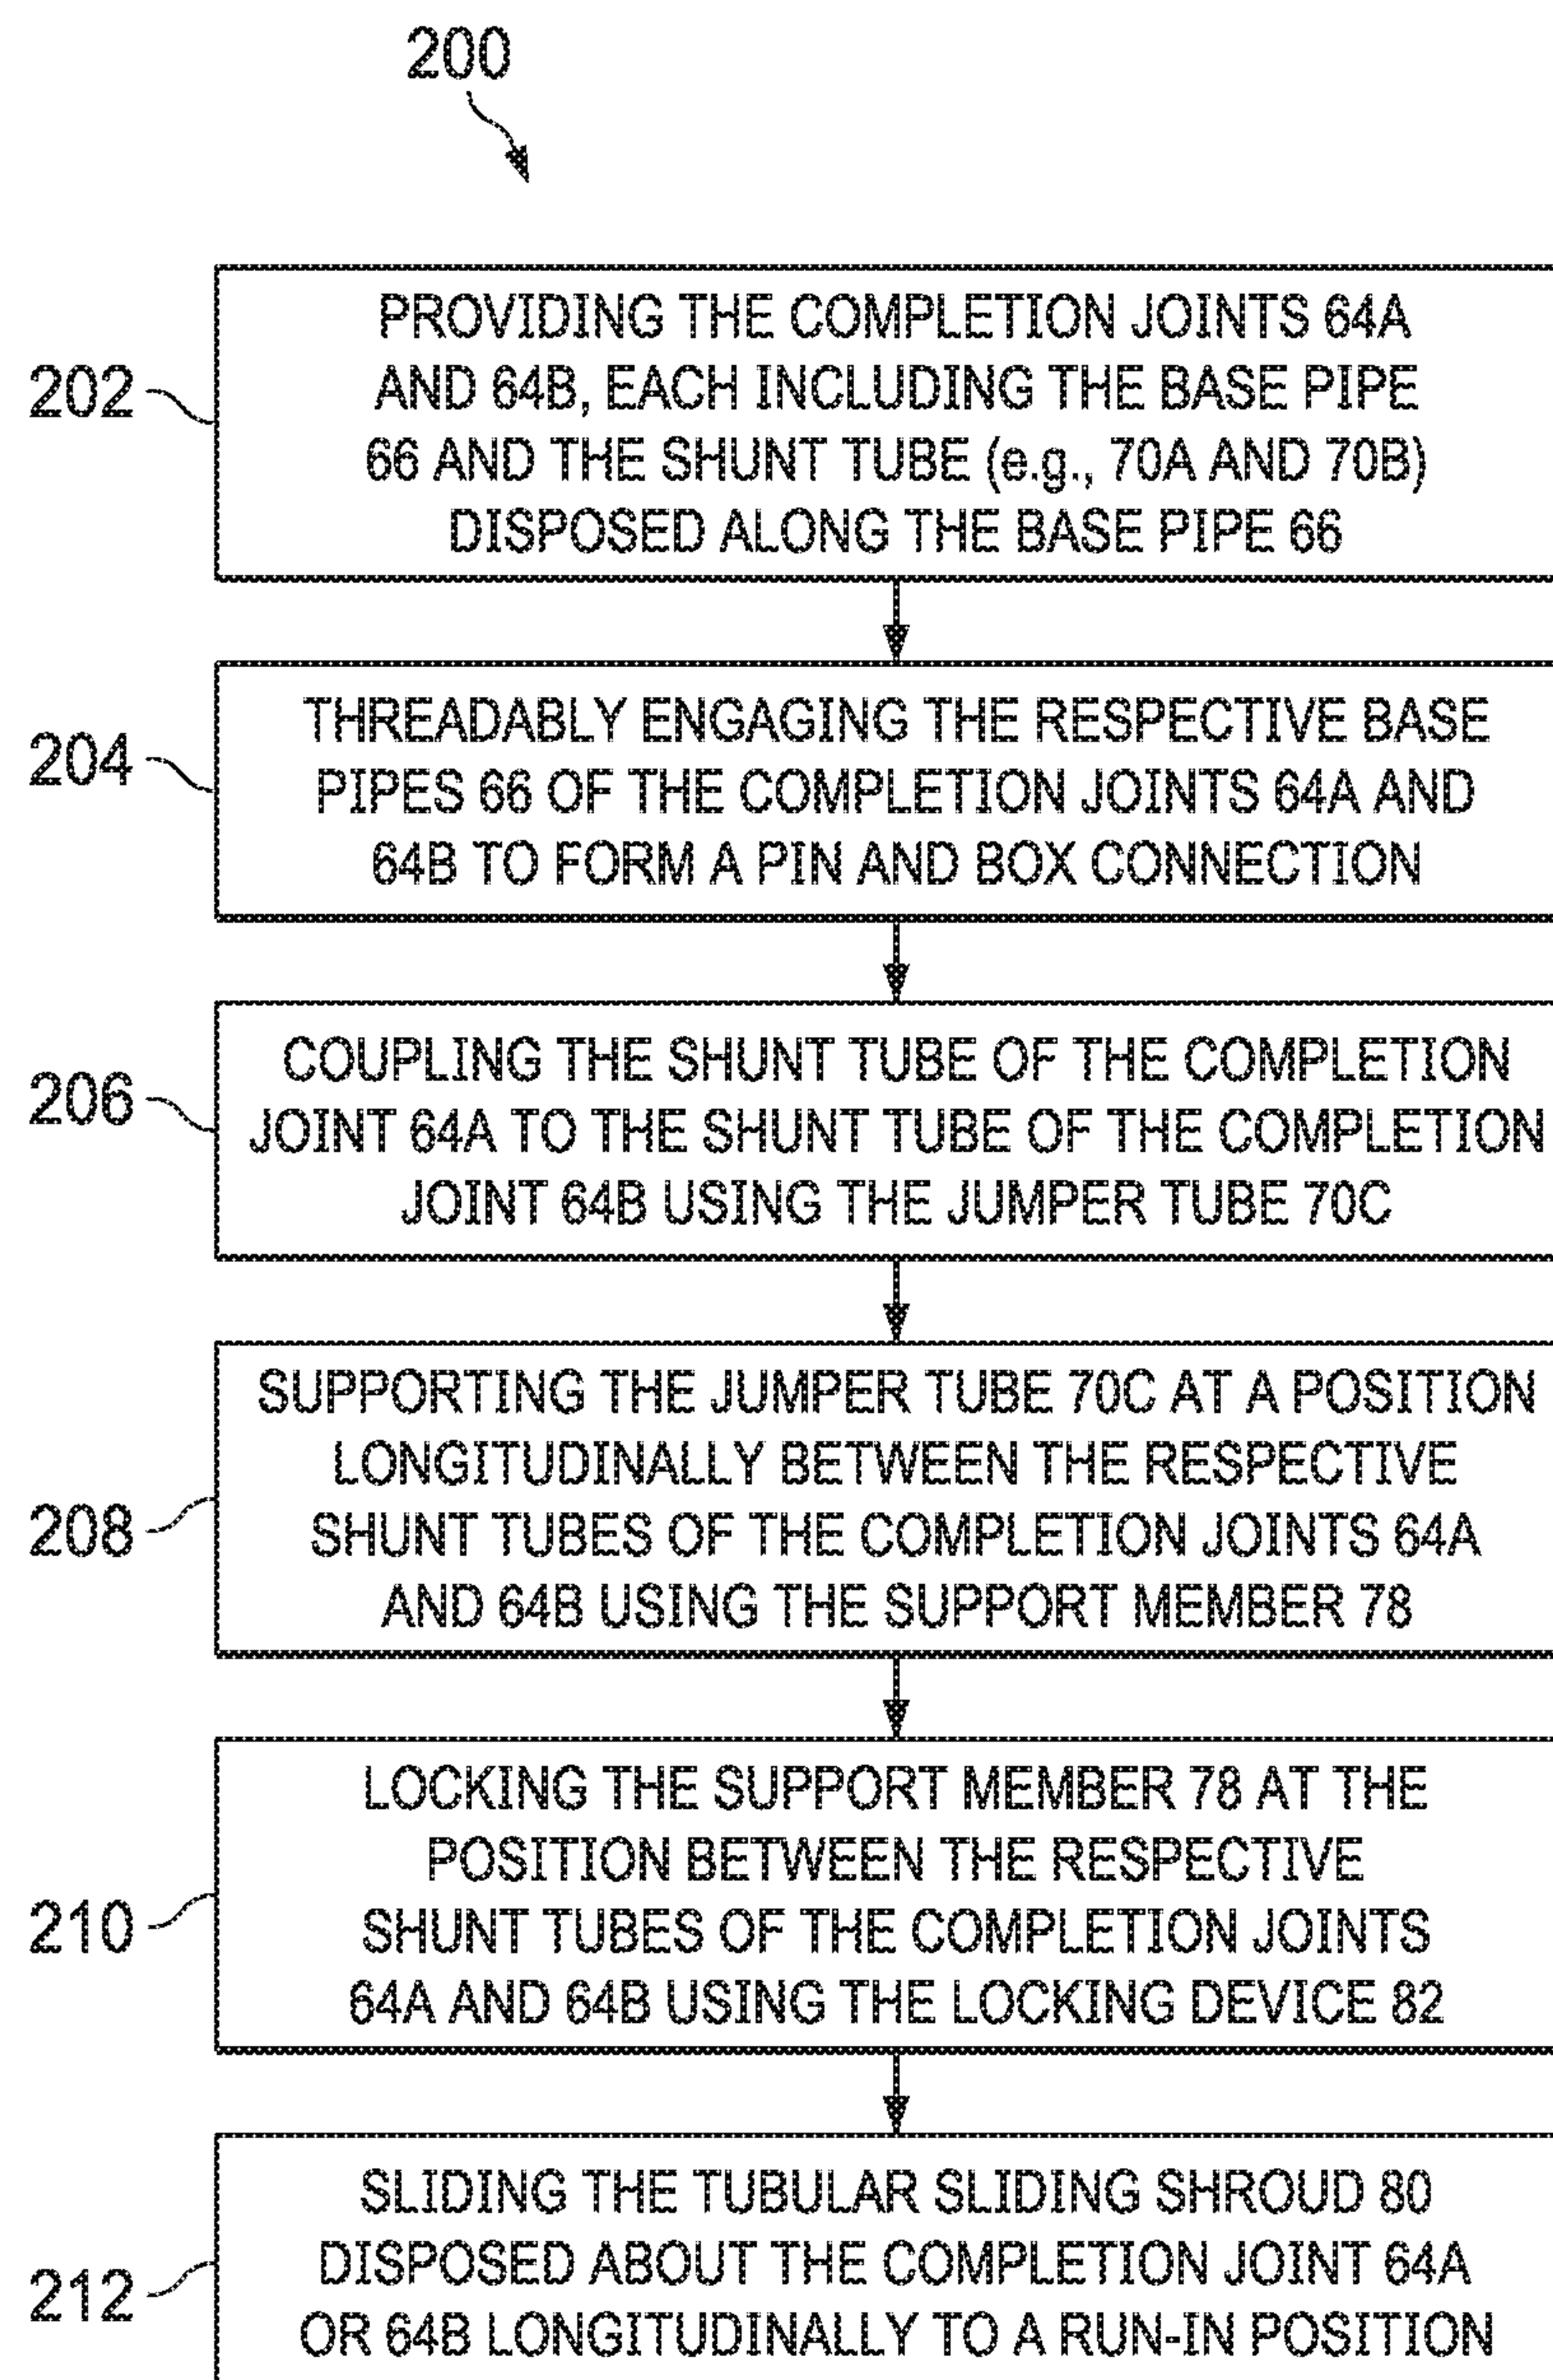 200
202
PROVIDING THE COMPLETION JOINTS 64A
AND 64B, EACH INCLUDING THE BASE PIPE
66 AND THE SHUNT TUBE (e.g., 70A AND 70B)
DISPOSED ALONG THE BASE PIPE 66
204
THREADABLY ENGAGING THE RESPECTIVE BASE
PIPES 66 OF THE COMPLETION JOINTS 64A AND
64B TO FORM A PIN AND BOX CONNECTION
206
COUPLING THE SHUNT TUBE OF THE COMPLETION
JOINT 64A TO THE SHUNT TUBE OF THE COMPLETION
JOINT 64B USING THE JUMPER TUBE 70C
208
SUPPORTING THE JUMPER TUBE 70C AT A POSITION
LONGITUDINALLY BETWEEN THE RESPECTIVE
SHUNT TUBES OF THE COMPLETION JOINTS 64A
AND 64B USING THE SUPPORT MEMBER 78
210
LOCKING THE SUPPORT MEMBER 78 AT THE
POSITION BETWEEN THE RESPECTIVE
SHUNT TUBES OF THE COMPLETION JOINTS
64A AND 64B USING THE LOCKING DEVICE 82
212
SLIDING THE TUBULAR SLIDING SHROUD 80
DISPOSED ABOUT THE COMPLETION JOINT 64A
OR 64B LONGITUDINALLY TO A RUN-IN POSITION